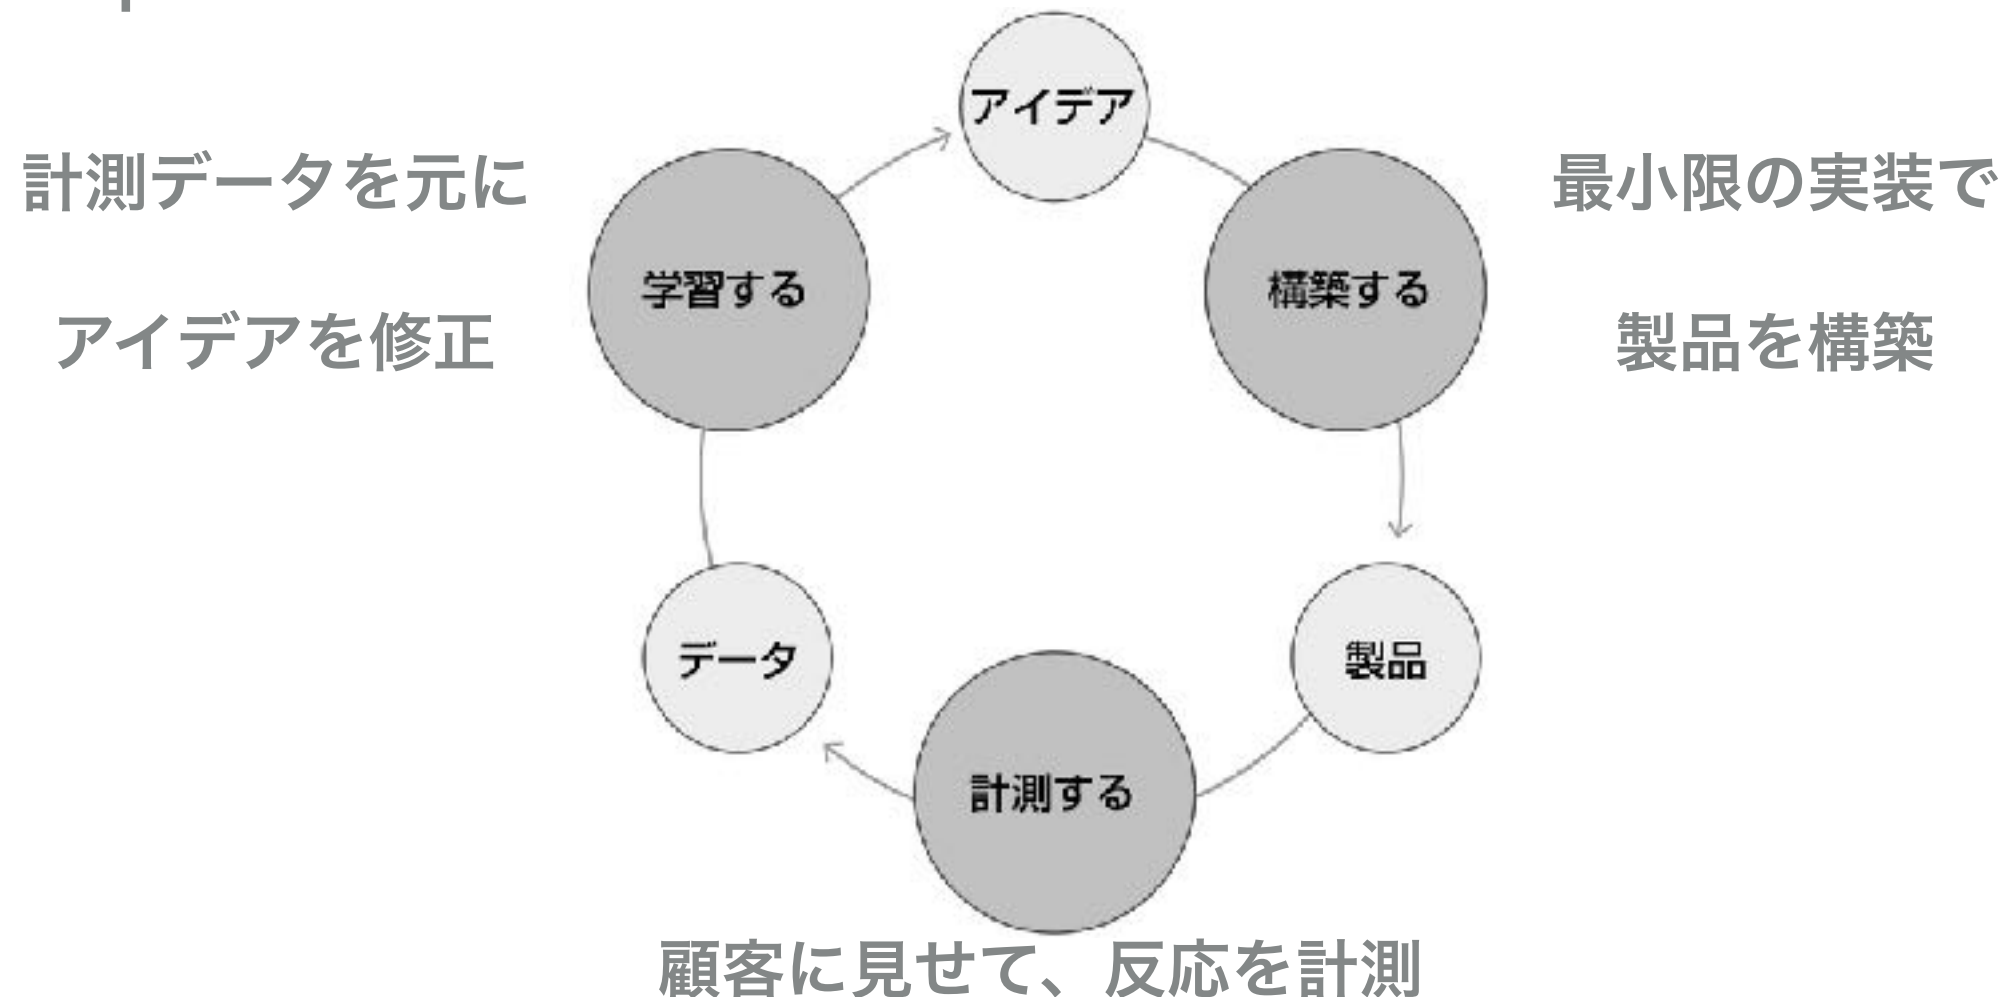 アイデア
計測データを元に
アイデアを修正
学習する
構築する
最小限の実装で
製品を構築
データ
製品
計測する
顧客に見せて、反応を計測